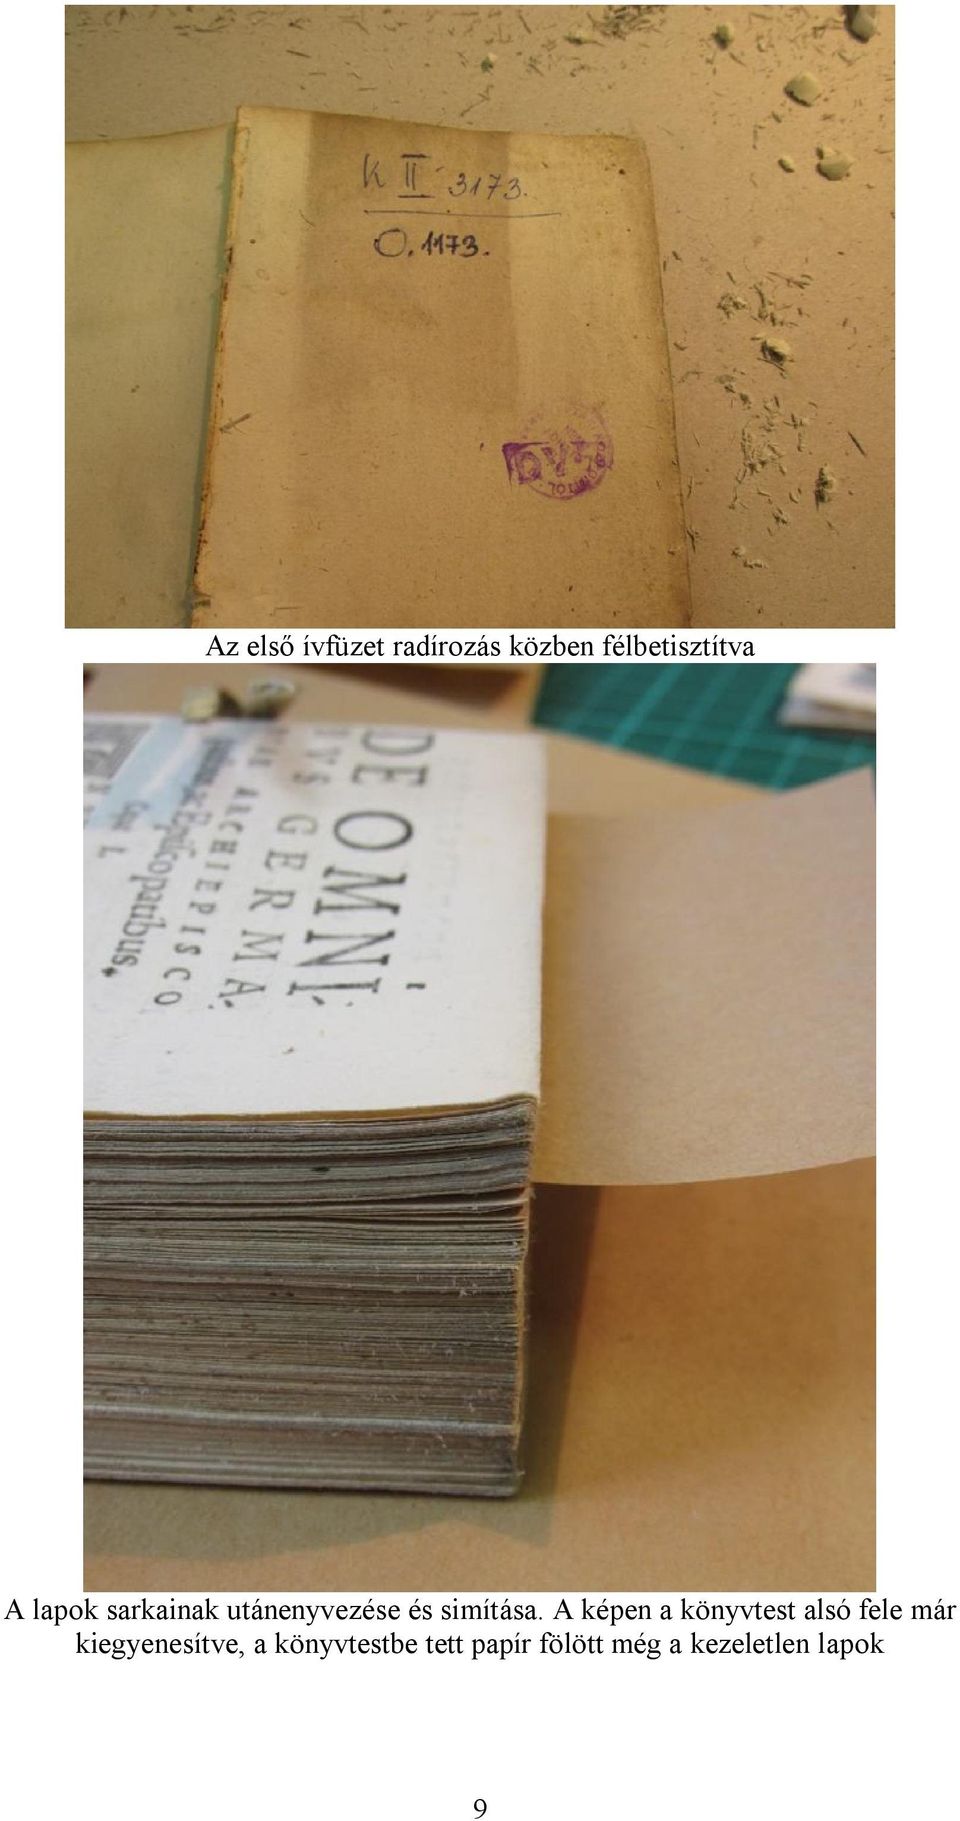 K II 3173.
O. 1173.
Az első ívfüzet radírozás közben félbetisztítva
DE OMNI:
GERMA:
ARCHIEPISCO
Episcopatibus,
L
A lapok sarkainak utánenyvezése és simítása. A képen a könyvtest alsó fele már
kiegyenesítve, a könyvtestbe tett papír fölött még a kezeletlen lapok
9